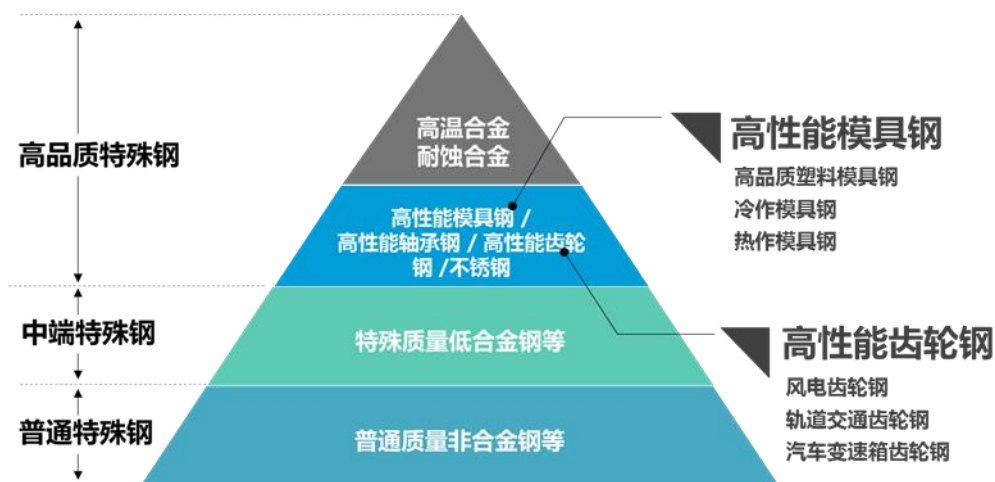 高品质特殊钢
中端特殊钢
普通特殊钢
高温合金
耐蚀合金
高性能模具钢 /
高性能轴承钢 / 高性能齿轮
钢 /不锈钢
特殊质量低合金钢等
普通质量非合金钢等
高性能模具钢
高品质塑料模具钢
冷作模具钢
热作模具钢
高性能齿轮钢
风电齿轮钢
轨道交通齿轮钢
汽车变速箱齿轮钢